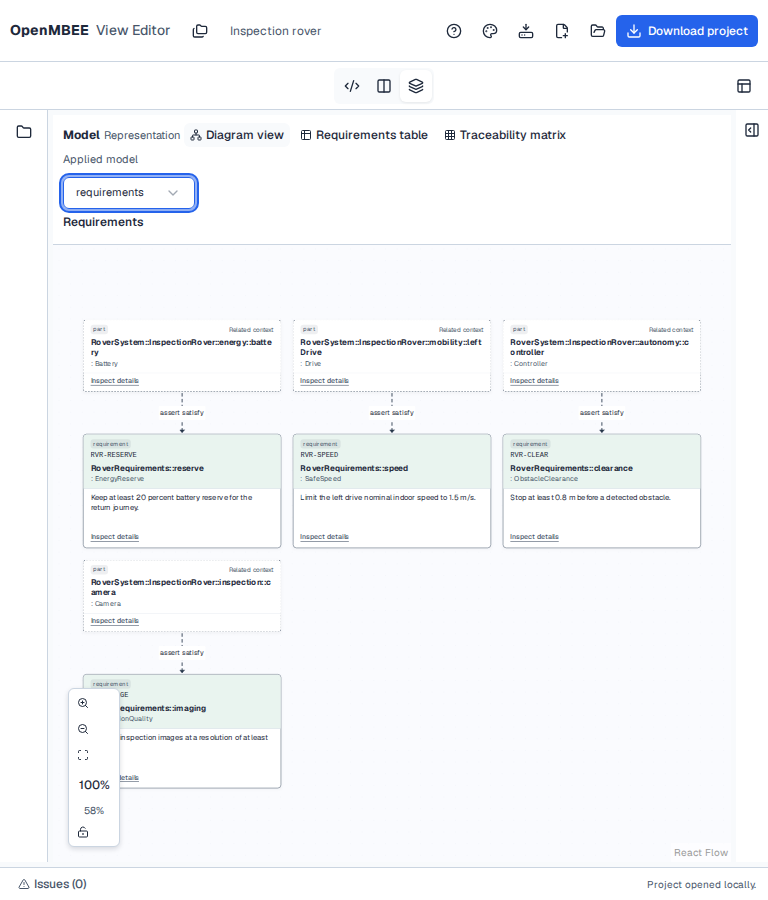 OpenMBEE View Editor Inspection rover Download project
Model Representation Diagram view Requirements table Traceability matrix
Applied model
requirements
Requirements
part Related context
RoverSystem::InspectionRover::energy::batte
ry
: Battery
Inspect details
part Related context
RoverSystem::InspectionRover::mobility::left
Drive
: Drive
Inspect details
part Related context
RoverSystem::InspectionRover::autonomy::c
ontroller
: Controller
Inspect details
assert satisfy
assert satisfy
assert satisfy
requirement
RVR-RESERVE
RoverRequirements::reserve
: EnergyReserve
Keep at least 20 percent battery reserve for the
return journey.
Inspect details
requirement
RVR-SPEED
RoverRequirements::speed
: SafeSpeed
Limit the left drive nominal indoor speed to 1.5 m/s.
Inspect details
requirement
RVR-CLEAR
RoverRequirements::clearance
: ObstacleClearance
Stop at least 0.8 m before a detected obstacle.
Inspect details
part Related context
RoverSystem::InspectionRover::inspection::c
amera
: Camera
Inspect details
assert satisfy
requirement
GE
equirements::imaging
ionQuality
inspection images at a resolution of at least
etails
100%
58%
React Flow
Issues (0) Project opened locally.